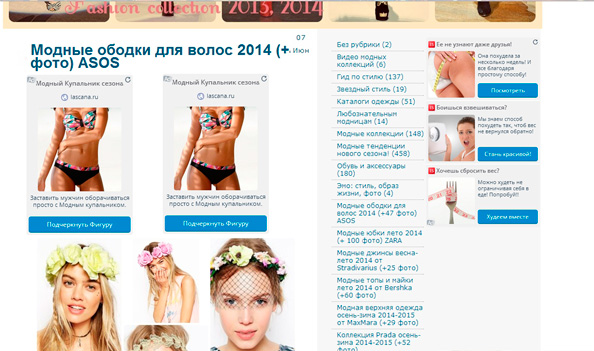 Fashion collection 2013, 2014
07
Июн
Модные ободки для волос 2014 (+
фото) ASOS
Модный Купальник сезона
lascana.ru
Заставить мужчин оборачиваться
просто с Модным купальником.
Подчеркнуть Фигуру
Модный Купальник сезона
lascana.ru
Заставить мужчин оборачиваться
просто с Модным купальником.
Подчеркнуть Фигуру
Без рубрики (2)
Видео модных
коллекций (6)
Гид по стилю (137)
Звездный стиль (19)
Каталоги одежды (51)
Любознательным
модницам (14)
Модные коллекции (148)
Модные тенденции
нового сезона! (458)
Обувь и аксессуары
(180)
Эмо: стиль, образ
жизни, фото (4)
Модные ободки для
волос 2014 (+47 фото)
ASOS
Модные юбки лето 2014
(+ 100 фото) ZARA
Модные джинсы весна-
лето 2014 от
Stradivarius (+25 фото)
Модные топы и майки
лето 2014 от Bershka
(+60 фото)
Модная верхняя одежда
осень-зима 2014-2015
от MaxMara (+29 фото)
Коллекция Prada осень-
зима 2014-2015 (+52
фото)
Ее не узнают даже друзья!
Она похудела за
несколько недель! И
все благодаря
простому способу!
Посмотреть
Боишься взвешиваться?
Мы знаем способ
похудеть так, чтоб вес
не вернулся обратно!
Стань красивой!
Хочешь сбросить вес?
Можно худеть не
ограничивая себя в
еде! Попробуй!!
Худеем вместе